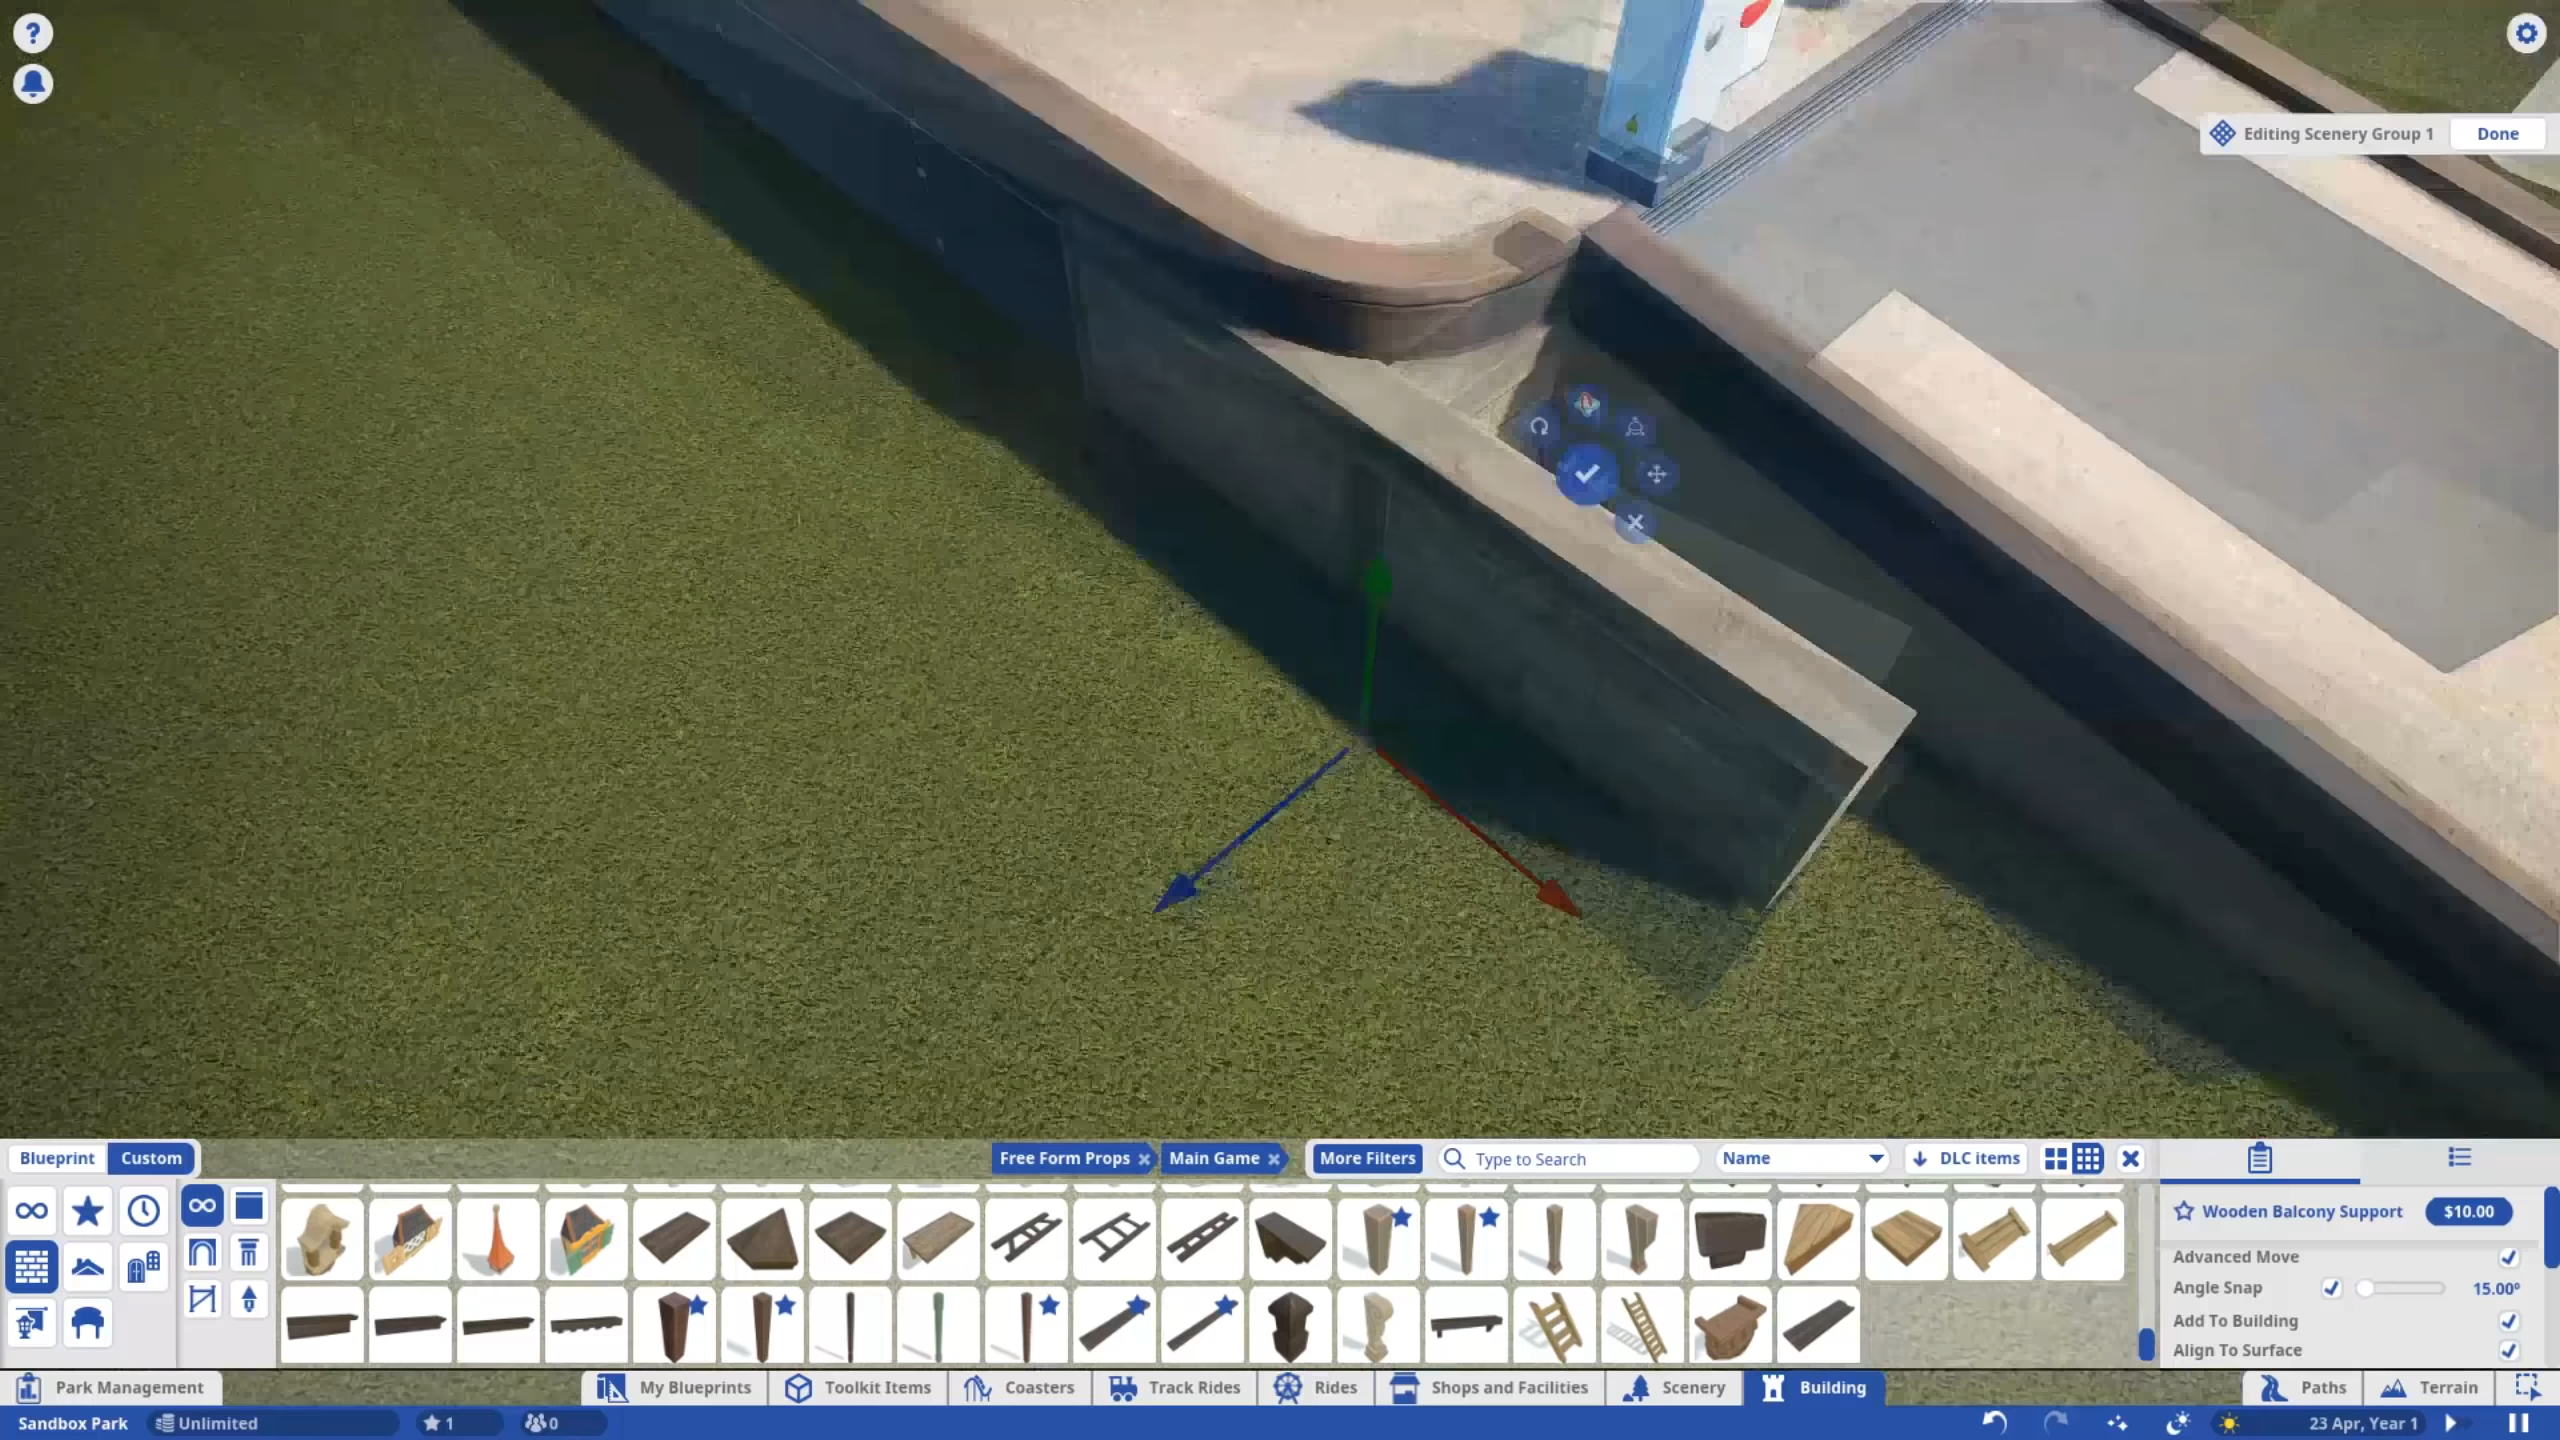 Editing Scenery Group 1 Done
Blueprint Custom Free Form Props Main Game More Filters Type to Search Name DLC items
Wooden Balcony Support $10.00
Advanced Move
Angle Snap 15.00°
Add To Building
Align To Surface
Park Management My Blueprints Toolkit Items Coasters Track Rides Rides Shops and Facilities Scenery Building Paths Terrain
Sandbox Park Unlimited 1 0 23 Apr, Year 1